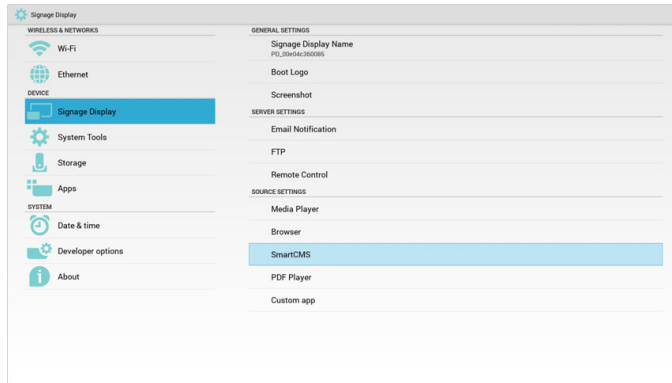 Signage Display
WIRELESS & NETWORKS
Wi-Fi
Ethernet
DEVICE
Signage Display
System Tools
Storage
Apps
SYSTEM
Date & time
Developer options
About
GENERAL SETTINGS
Signage Display Name
PD_00e04c360085
Boot Logo
Screenshot
SERVER SETTINGS
Email Notification
FTP
Remote Control
SOURCE SETTINGS
Media Player
Browser
SmartCMS
PDF Player
Custom app